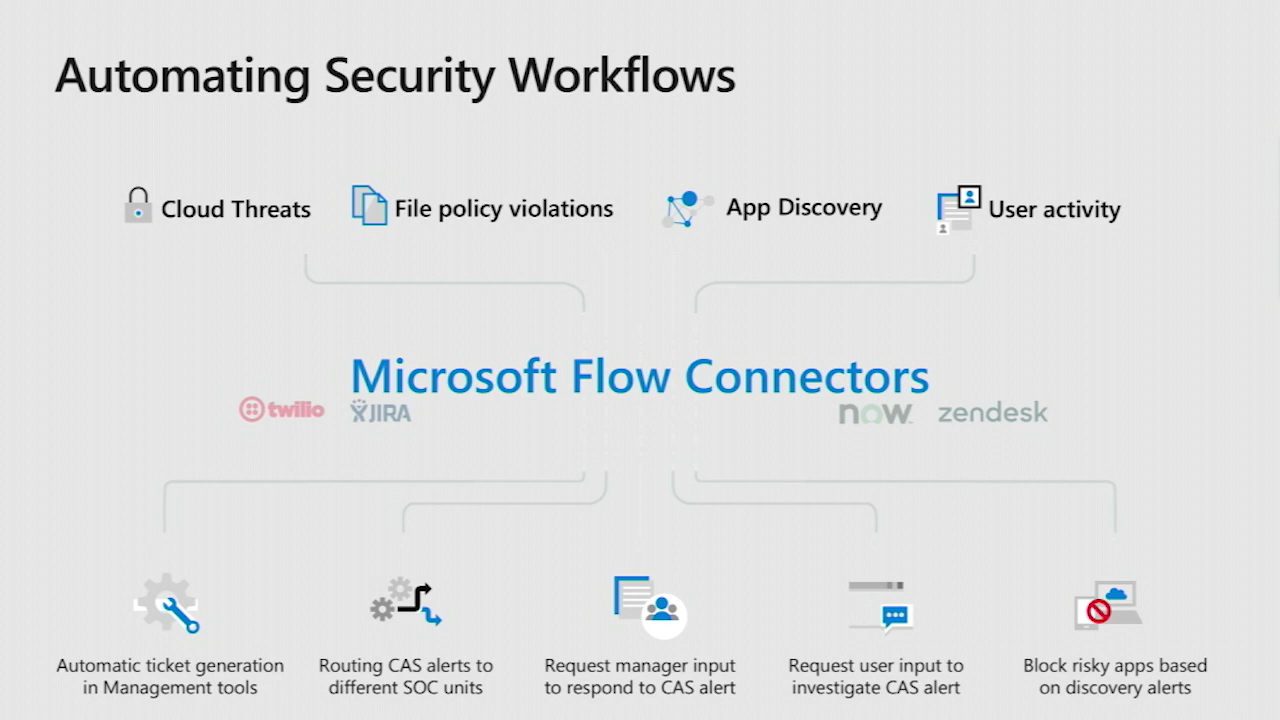 Automating Security Workflows
Cloud Threats
File policy violations
App Discovery
User activity
Microsoft Flow Connectors
twilio
JIRA
now
zendesk
Automatic ticket generation
in Management tools
Routing CAS alerts to
different SOC units
Request manager input
to respond to CAS alert
Request user input to
investigate CAS alert
Block risky apps based
on discovery alerts